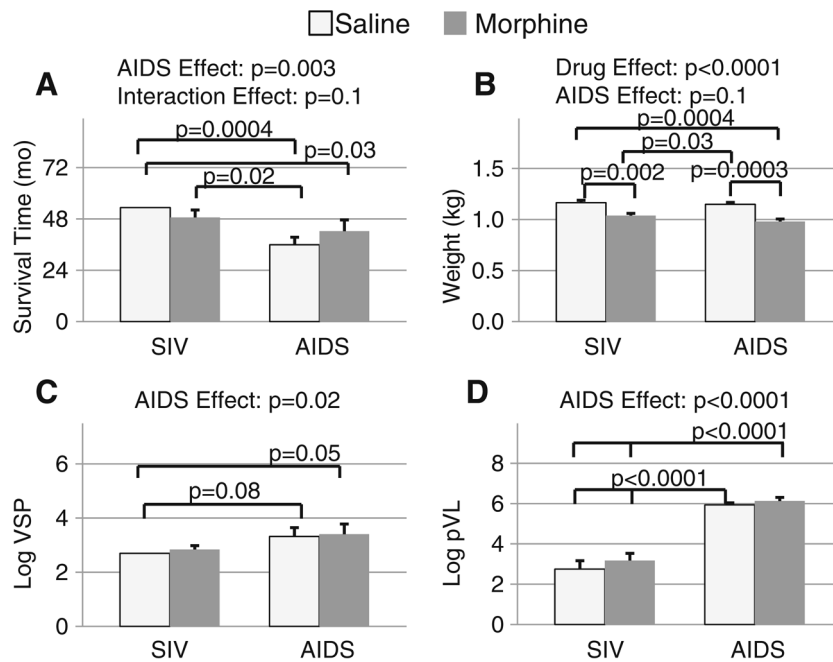 Saline Morphine
A
AIDS Effect: p=0.003
Interaction Effect: p=0.1
p=0.0004
p=0.03
p=0.02
Survival Time (mo)
72
48
24
0
SIV AIDS
B
Drug Effect: p<0.0001
AIDS Effect: p=0.1
p=0.0004
p=0.03
p=0.002 p=0.0003
Weight (kg)
1.5
1.0
0.5
0.0
SIV AIDS
C
AIDS Effect: p=0.02
p=0.05
p=0.08
Log VSP
6
4
2
0
SIV AIDS
D
AIDS Effect: p<0.0001
p<0.0001
p<0.0001
Log pVL
8
6
4
2
0
SIV AIDS